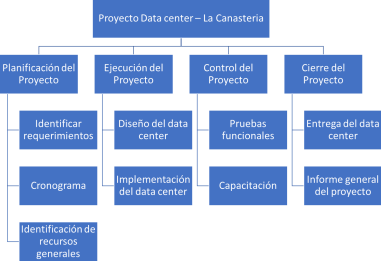 Proyecto Data center – La Canasteria
Planificación del
Proyecto
Identificar
requerimientos
Cronograma
Identificación de
recursos
generales
Ejecución del
Proyecto
Diseño del data
center
Implementación
del data center
Control del
Proyecto
Pruebas
funcionales
Capacitación
Cierre del
Proyecto
Entrega del data
center
Informe general
del proyecto